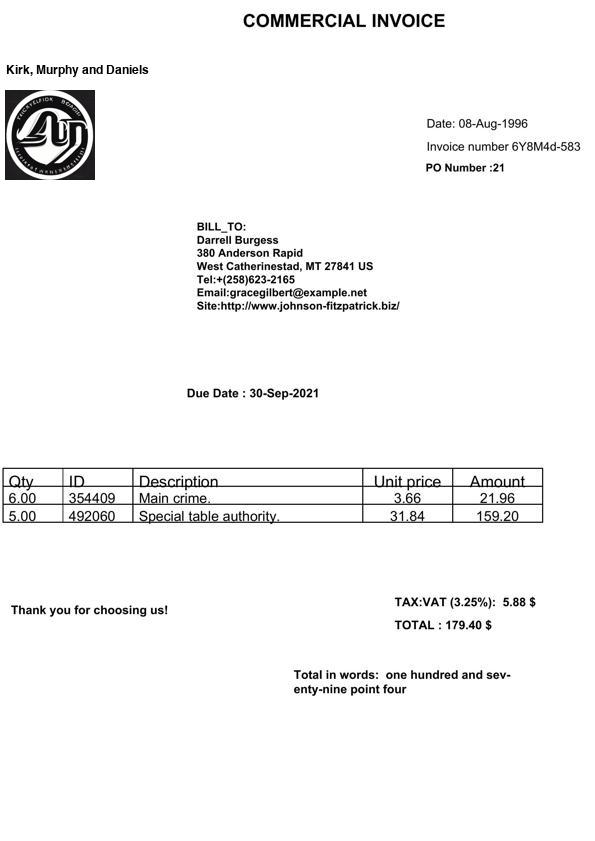 COMMERCIAL INVOICE
Kirk, Murphy and Daniels
Date: 08-Aug-1996
Invoice number 6Y8M4d-583
PO Number :21
BILL_TO:
Darrell Burgess
380 Anderson Rapid
West Catherinestad, MT 27841 US
Tel:+(258)623-2165
Email:gracegilbert@example.net
Site:http://www.johnson-fitzpatrick.biz/
Due Date : 30-Sep-2021
Qty ID Description Unit price Amount
6.00 354409 Main crime. 3.66 21.96
5.00 492060 Special table authority. 31.84 159.20
TAX:VAT (3.25%): 5.88 $
Thank you for choosing us!
TOTAL : 179.40 $
Total in words: one hundred and sev-
enty-nine point four